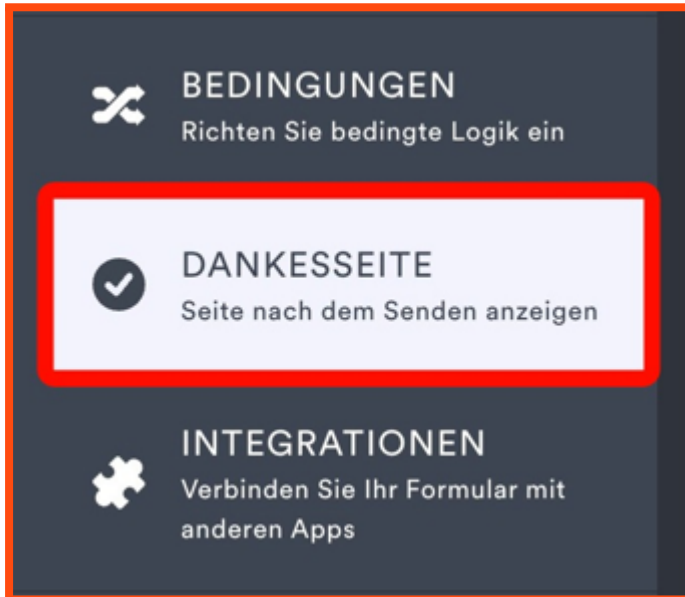 BEDINGUNGEN
Richten Sie bedingte Logik ein
DANKESSEITE
Seite nach dem Senden anzeigen
INTEGRATIONEN
Verbinden Sie Ihr Formular mit
anderen Apps